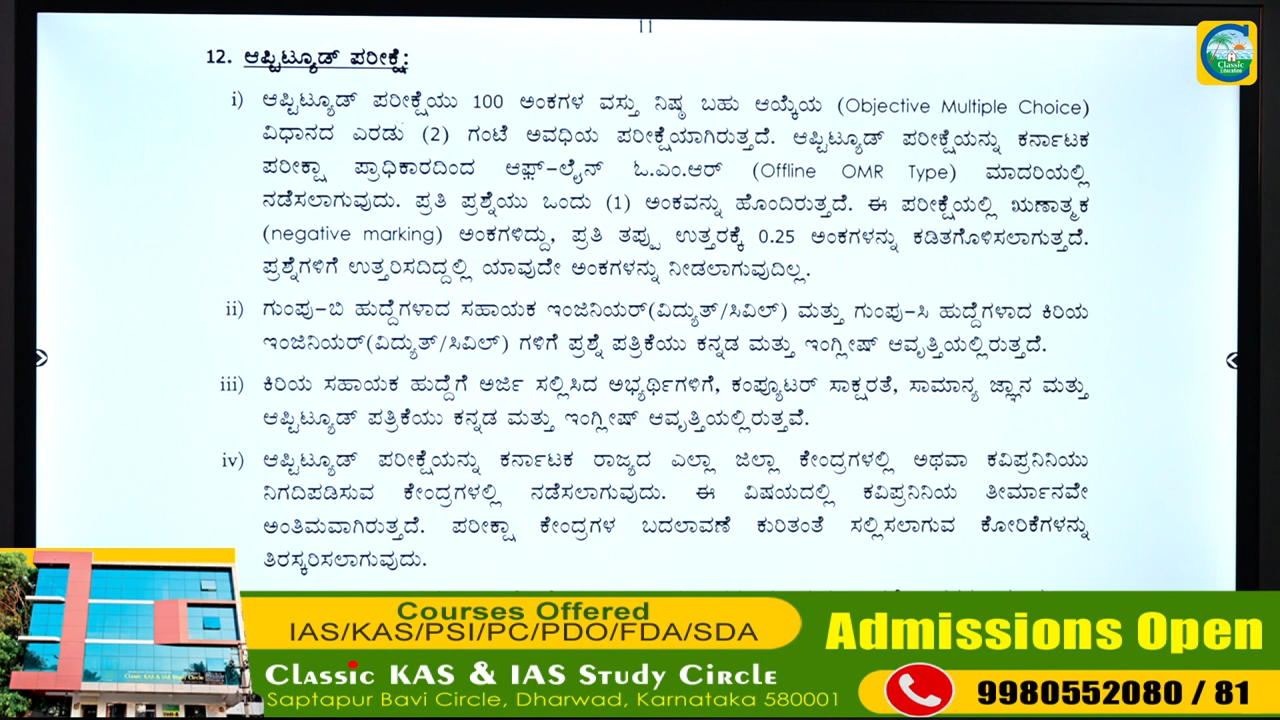 11
Classic
Education
12. ಆಪ್ಟಿಟ್ಯೂಡ್ ಪರೀಕ್ಷೆ:
i) ಆಪ್ಟಿಟ್ಯೂಡ್ ಪರೀಕ್ಷೆಯು 100 ಅಂಕಗಳ ವಸ್ತು ನಿಷ್ಠ ಬಹು ಆಯ್ಕೆಯ (Objective Multiple Choice)
ವಿಧಾನದ ಎರಡು (2) ಗಂಟೆ ಅವಧಿಯ ಪರೀಕ್ಷೆಯಾಗಿರುತ್ತದೆ. ಆಪ್ಟಿಟ್ಯೂಡ್ ಪರೀಕ್ಷೆಯನ್ನು ಕರ್ನಾಟಕ
ಪರೀಕ್ಷಾ ಪ್ರಾಧಿಕಾರದಿಂದ ಆಫ಼್-ಲೈನ್ ಓ.ಎಂ.ಆರ್ (Offline OMR Type) ಮಾದರಿಯಲ್ಲಿ
ನಡೆಸಲಾಗುವುದು. ಪ್ರತಿ ಪ್ರಶ್ನೆಯು ಒಂದು (1) ಅಂಕವನ್ನು ಹೊಂದಿರುತ್ತದೆ. ಈ ಪರೀಕ್ಷೆಯಲ್ಲಿ ಋಣಾತ್ಮಕ
(negative marking) ಅಂಕಗಳಿದ್ದು, ಪ್ರತಿ ತಪ್ಪು ಉತ್ತರಕ್ಕೆ 0.25 ಅಂಕಗಳನ್ನು ಕಡಿತಗೊಳಿಸಲಾಗುತ್ತದೆ.
ಪ್ರಶ್ನೆಗಳಿಗೆ ಉತ್ತರಿಸದಿದ್ದಲ್ಲಿ ಯಾವುದೇ ಅಂಕಗಳನ್ನು ನೀಡಲಾಗುವುದಿಲ್ಲ.
ii) ಗುಂಪು-ಬಿ ಹುದ್ದೆಗಳಾದ ಸಹಾಯಕ ಇಂಜಿನಿಯರ್(ವಿದ್ಯುತ್/ಸಿವಿಲ್) ಮತ್ತು ಗುಂಪು-ಸಿ ಹುದ್ದೆಗಳಾದ ಕಿರಿಯ
ಇಂಜಿನಿಯರ್(ವಿದ್ಯುತ್/ಸಿವಿಲ್) ಗಳಿಗೆ ಪ್ರಶ್ನೆ ಪತ್ರಿಕೆಯು ಕನ್ನಡ ಮತ್ತು ಇಂಗ್ಲೀಷ್ ಆವೃತ್ತಿಯಲ್ಲಿರುತ್ತದೆ.
iii) ಕಿರಿಯ ಸಹಾಯಕ ಹುದ್ದೆಗೆ ಅರ್ಜಿ ಸಲ್ಲಿಸಿದ ಅಭ್ಯರ್ಥಿಗಳಿಗೆ, ಕಂಪ್ಯೂಟರ್ ಸಾಕ್ಷರತೆ, ಸಾಮಾನ್ಯ ಜ್ಞಾನ ಮತ್ತು
ಆಪ್ಟಿಟ್ಯೂಡ್ ಪತ್ರಿಕೆಯು ಕನ್ನಡ ಮತ್ತು ಇಂಗ್ಲೀಷ್ ಆವೃತ್ತಿಯಲ್ಲಿರುತ್ತವೆ.
iv) ಆಪ್ಟಿಟ್ಯೂಡ್ ಪರೀಕ್ಷೆಯನ್ನು ಕರ್ನಾಟಕ ರಾಜ್ಯದ ಎಲ್ಲಾ ಜಿಲ್ಲಾ ಕೇಂದ್ರಗಳಲ್ಲಿ ಅಥವಾ ಕವಿಪ್ರನಿನಿಯು
ನಿಗದಿಪಡಿಸುವ ಕೇಂದ್ರಗಳಲ್ಲಿ ನಡೆಸಲಾಗುವುದು. ಈ ವಿಷಯದಲ್ಲಿ ಕವಿಪ್ರನಿನಿಯ ತೀರ್ಮಾನವೇ
ಅಂತಿಮವಾಗಿರುತ್ತದೆ. ಪರೀಕ್ಷಾ ಕೇಂದ್ರಗಳ ಬದಲಾವಣೆ ಕುರಿತಂತೆ ಸಲ್ಲಿಸಲಾಗುವ ಕೋರಿಕೆಗಳನ್ನು
ತಿರಸ್ಕರಿಸಲಾಗುವುದು.
Courses Offered
IAS/KAS/PSI/PC/PDO/FDA/SDA
Classic KAS & IAS Study Circle
Saptapur Bavi Circle, Dharwad, Karnataka 580001
Admissions Open
9980552080 / 81
Classic KAS & IAS Study Circle